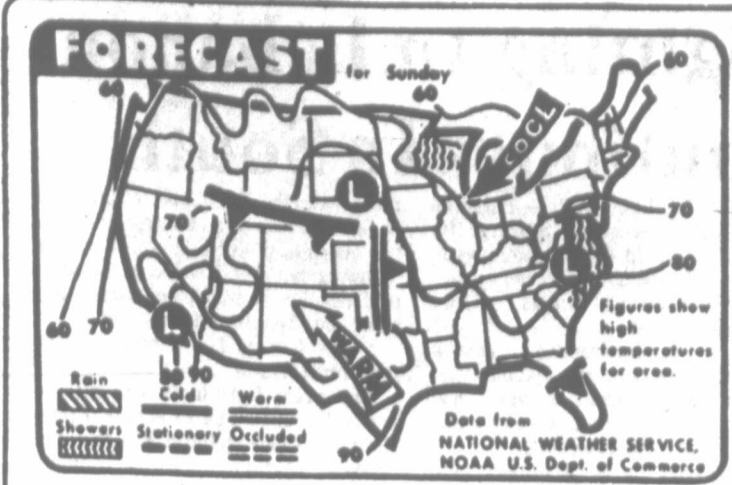 FORECAST
for Sunday
60
60
60
COOL
L
70
70
L
80
L
60
70
80 90
WARM
90
Figures show
high
temperatures
for area.
Rain
Cold
Warm
Showers
Stationary
Occluded
Data from
NATIONAL WEATHER SERVICE,
NOAA U.S. Dept. of Commerce